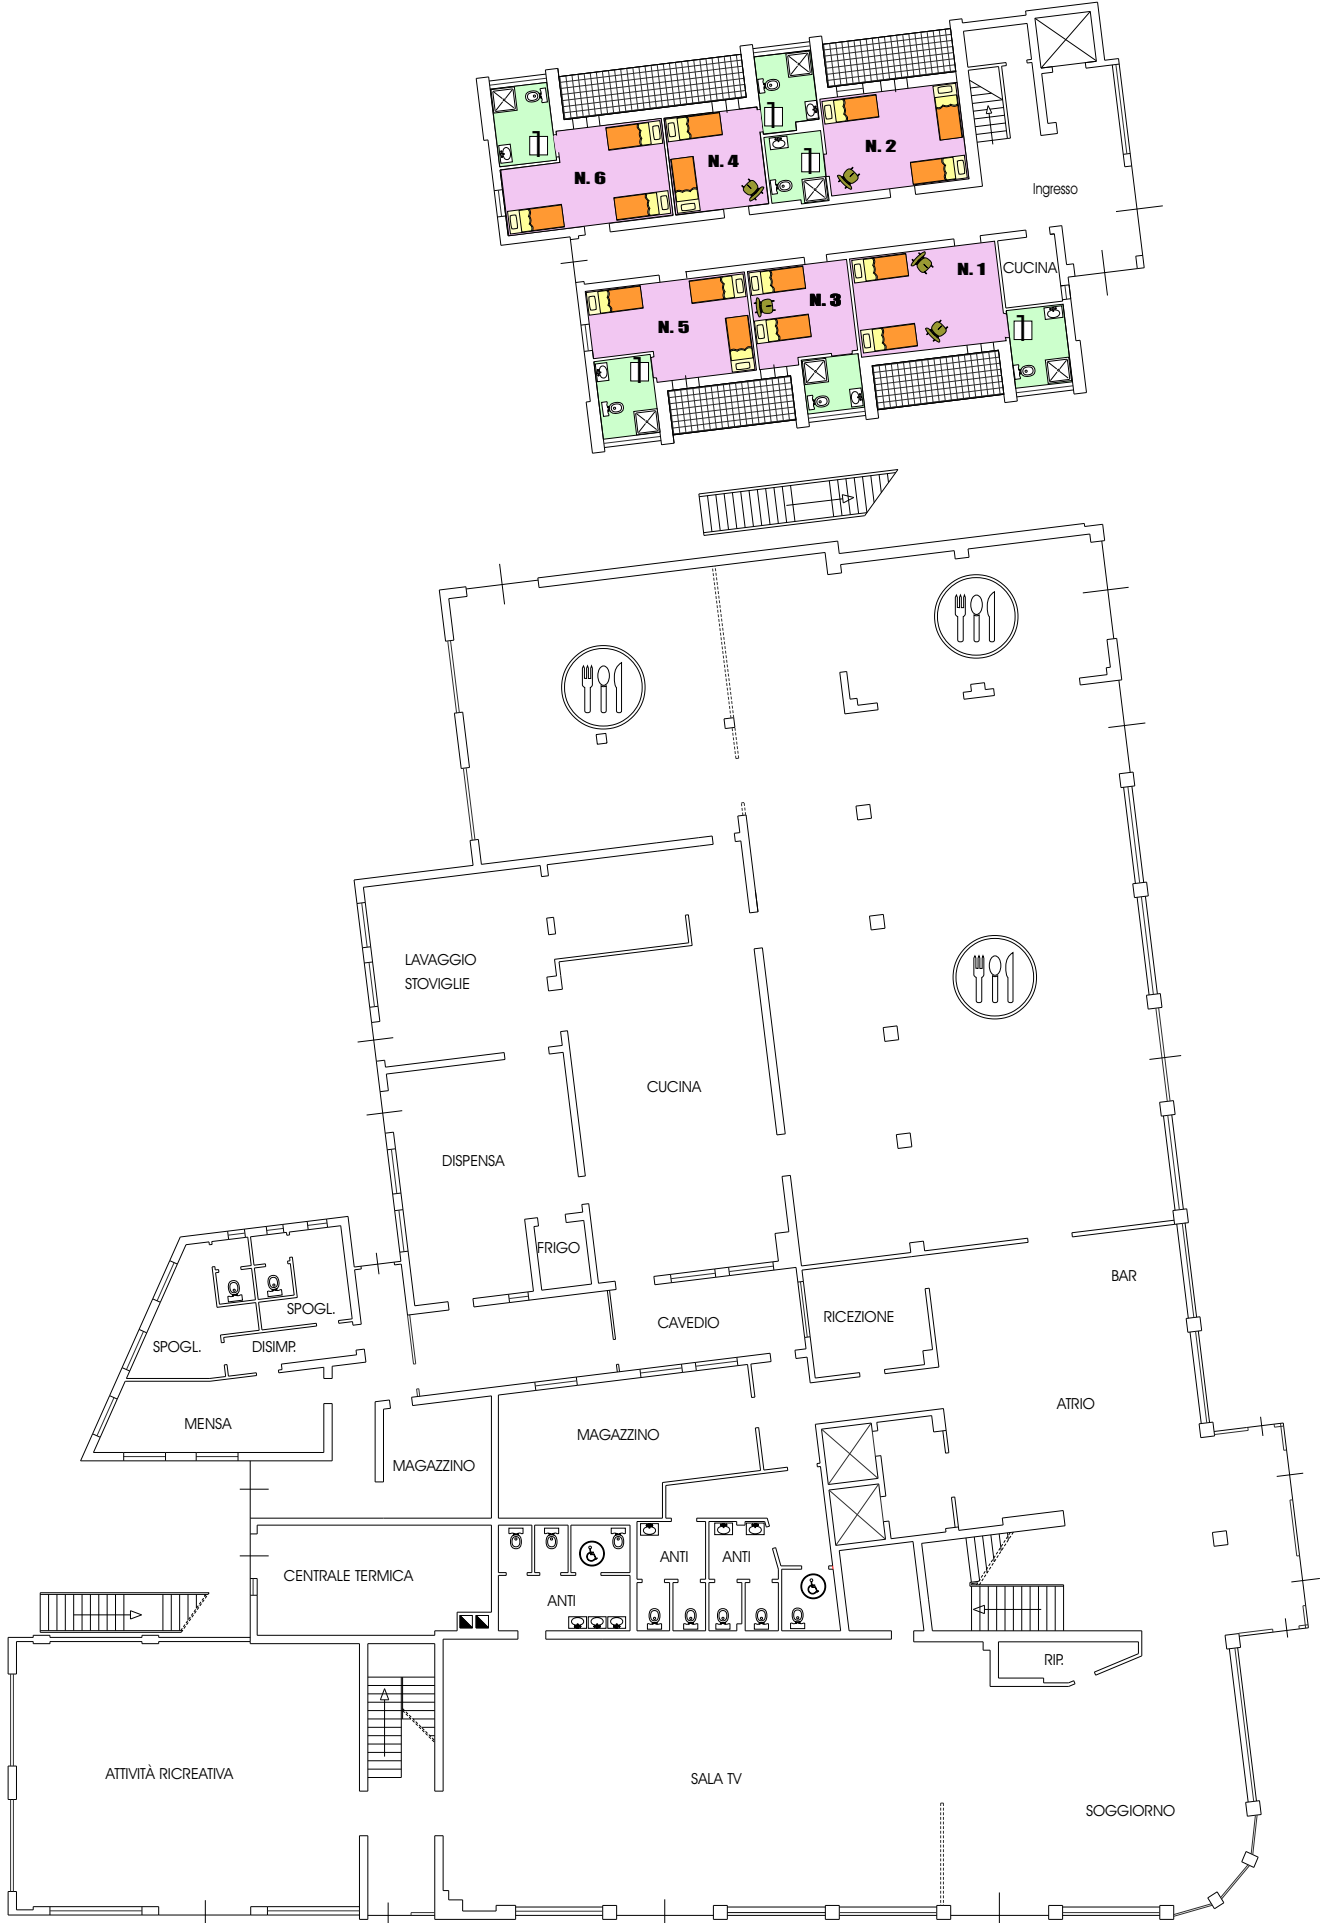 N. 6
N. 4
N. 2
Ingresso
N. 5
N. 3
N. 1
CUCINA
LAVAGGIO
STOVIGLIE
CUCINA
DISPENSA
FRIGO
BAR
SPOGL.
SPOGL.
DISIMP.
CAVEDIO
RICEZIONE
ATRIO
MENSA
MAGAZZINO
MAGAZZINO
CENTRALE TERMICA
ANTI
ANTI
ANTI
RIP.
ATTIVITÀ RICREATIVA
SALA TV
SOGGIORNO